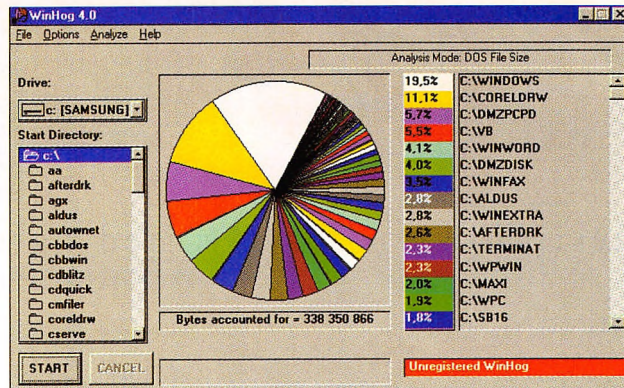 WinHog 4.0
File Options Analyze Help
Analysis Mode: DOS File Size
Drive:
c: [SAMSUNG]
Start Directory:
c:\
aa
afterdrk
agx
aldus
autownet
cbbdos
cbbwin
cdblitz
cdquick
cmfiler
coreldrw
cserve
START CANCEL
Bytes accounted for = 338 350 866
19,5% C:\WINDOWS
11,1% C:\CORELDRW
5,7% C:\DMZPCPD
5,5% C:\VB
4,1% C:\WINWORD
4,0% C:\DMZDISK
3,5% C:\WINFAX
2,8% C:\ALDUS
2,8% C:\WINEXTRA
2,6% C:\AFTERDRK
2,3% C:\TERMINAT
2,3% C:\WPWIN
2,0% C:\MAXI
1,9% C:\WPC
1,8% C:\SB16
Unregistered WinHog